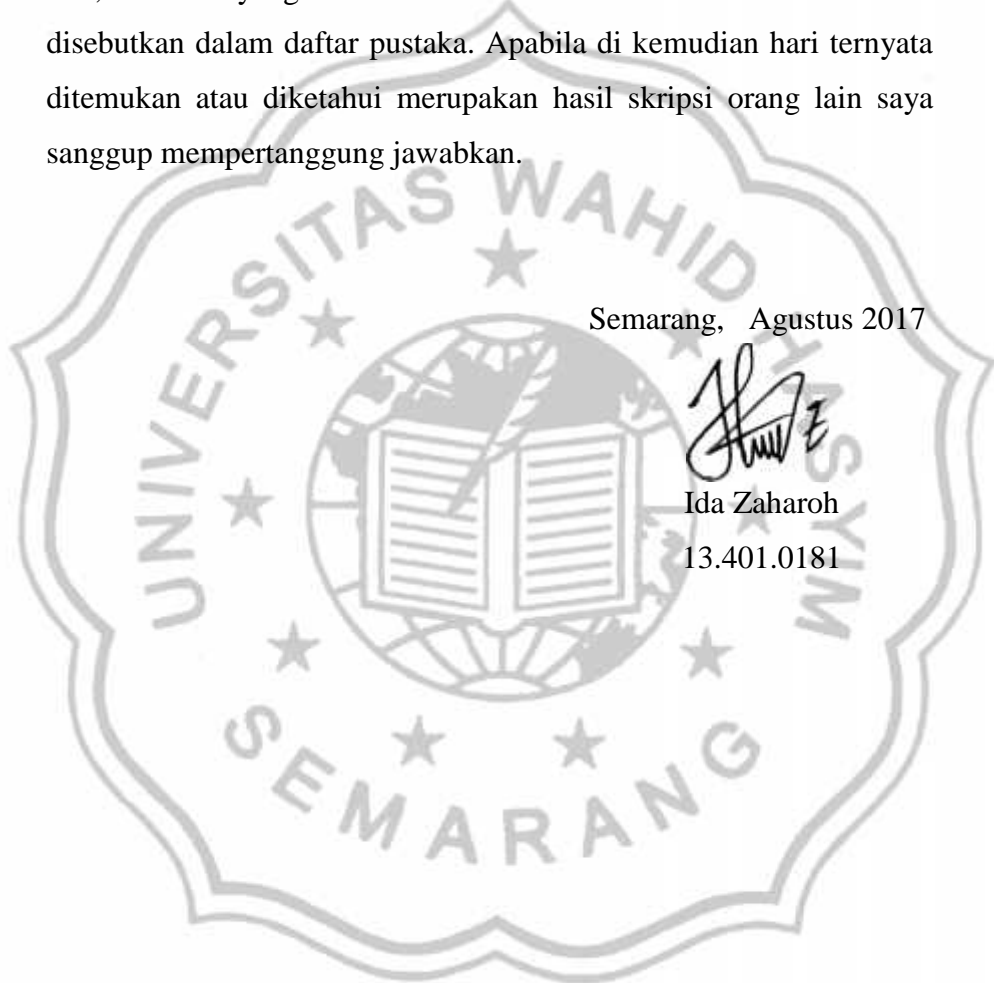 disebutkan dalam daftar pustaka. Apabila di kemudian hari ternyata
ditemukan atau diketahui merupakan hasil skripsi orang lain saya
sanggup mempertanggung jawabkan.
UNIVERSITAS WAHID HASYIM
Semarang, Agustus 2017
Ida Zaharoh
13.401.0181
SEMARANG